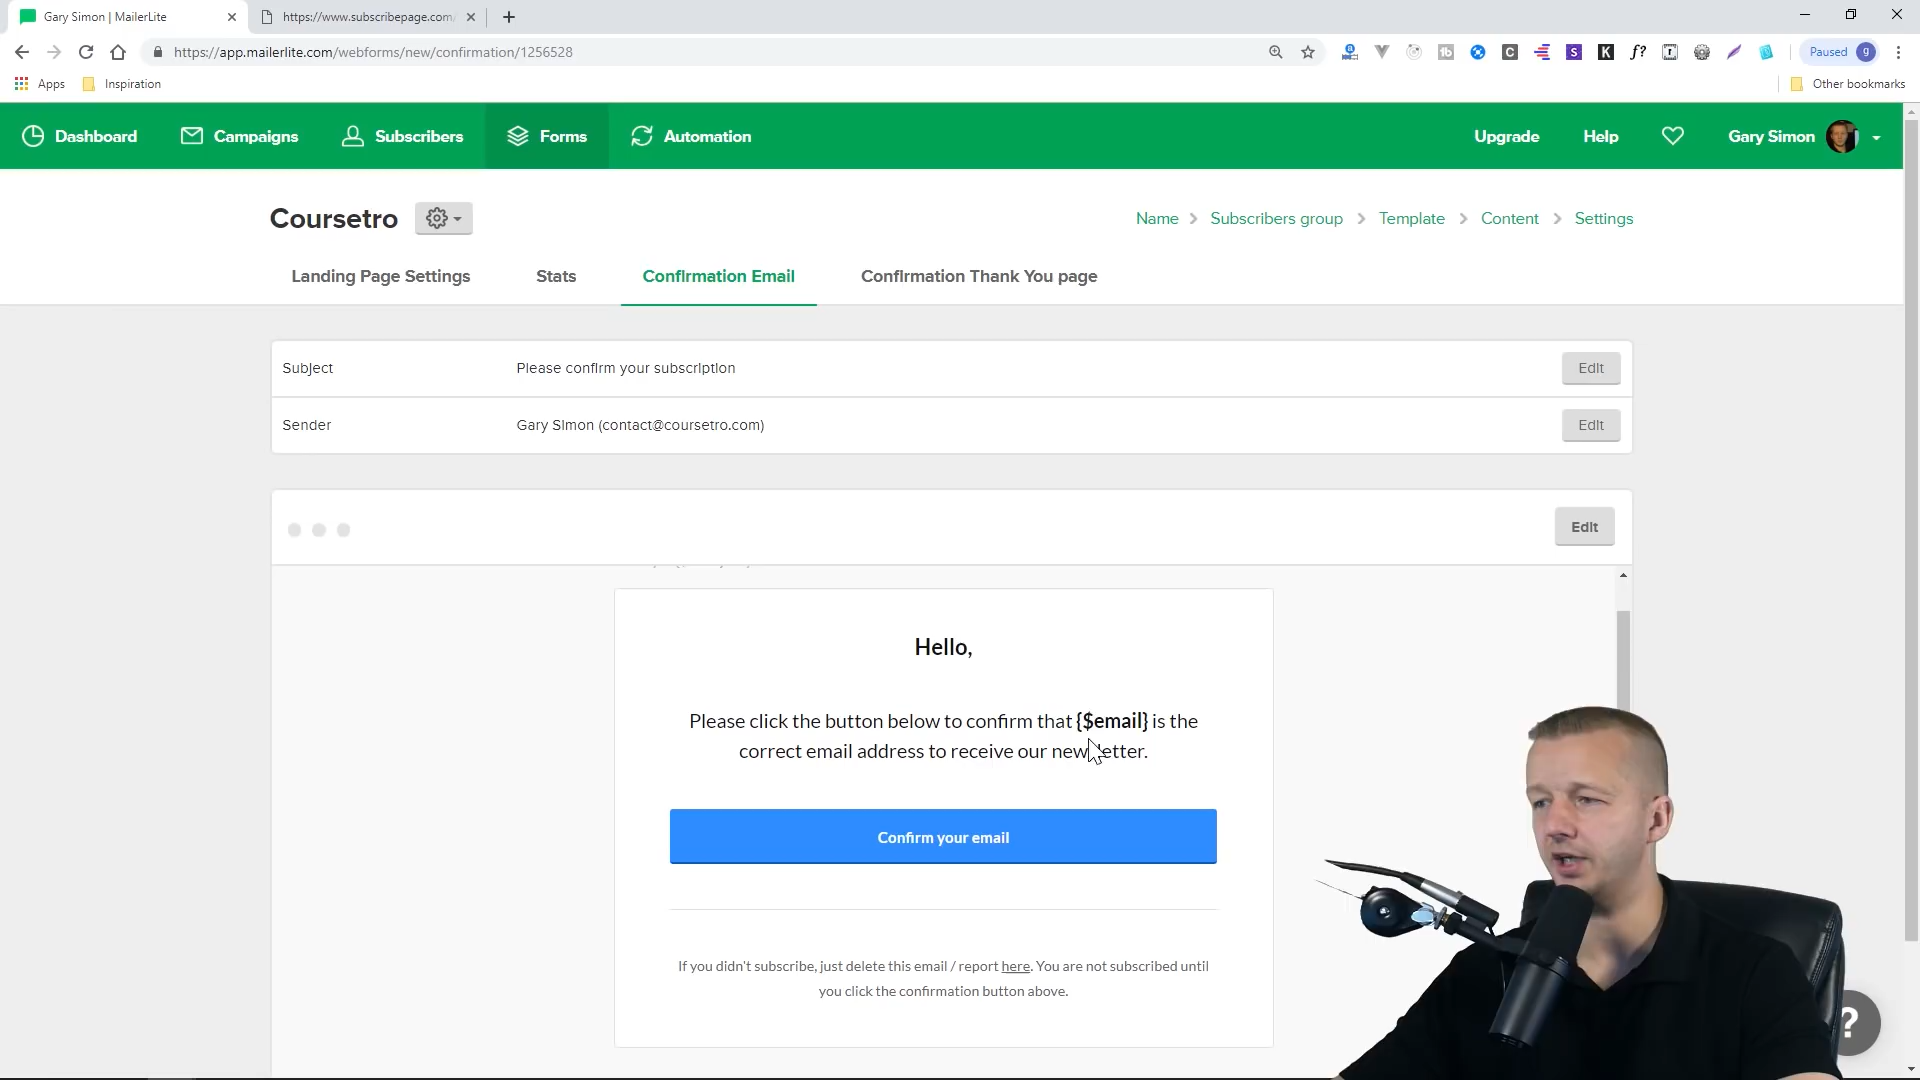 Gary Simon | MailerLite
https://www.subscribepage.com/
https://app.mailerlite.com/webforms/new/confirmation/1256528
Paused g
Apps
Inspiration
Other bookmarks
Dashboard
Campaigns
Subscribers
Forms
Automation
Upgrade
Help
Gary Simon
Coursetro
Name > Subscribers group > Template > Content > Settings
Landing Page Settings
Stats
Confirmation Email
Confirmation Thank You page
Subject
Please confirm your subscription
Edit
Sender
Gary Simon (contact@coursetro.com)
Edit
Edit
Hello,
Please click the button below to confirm that {$email} is the
correct email address to receive our newsletter.
Confirm your email
If you didn't subscribe, just delete this email / report here. You are not subscribed until
you click the confirmation button above.
?